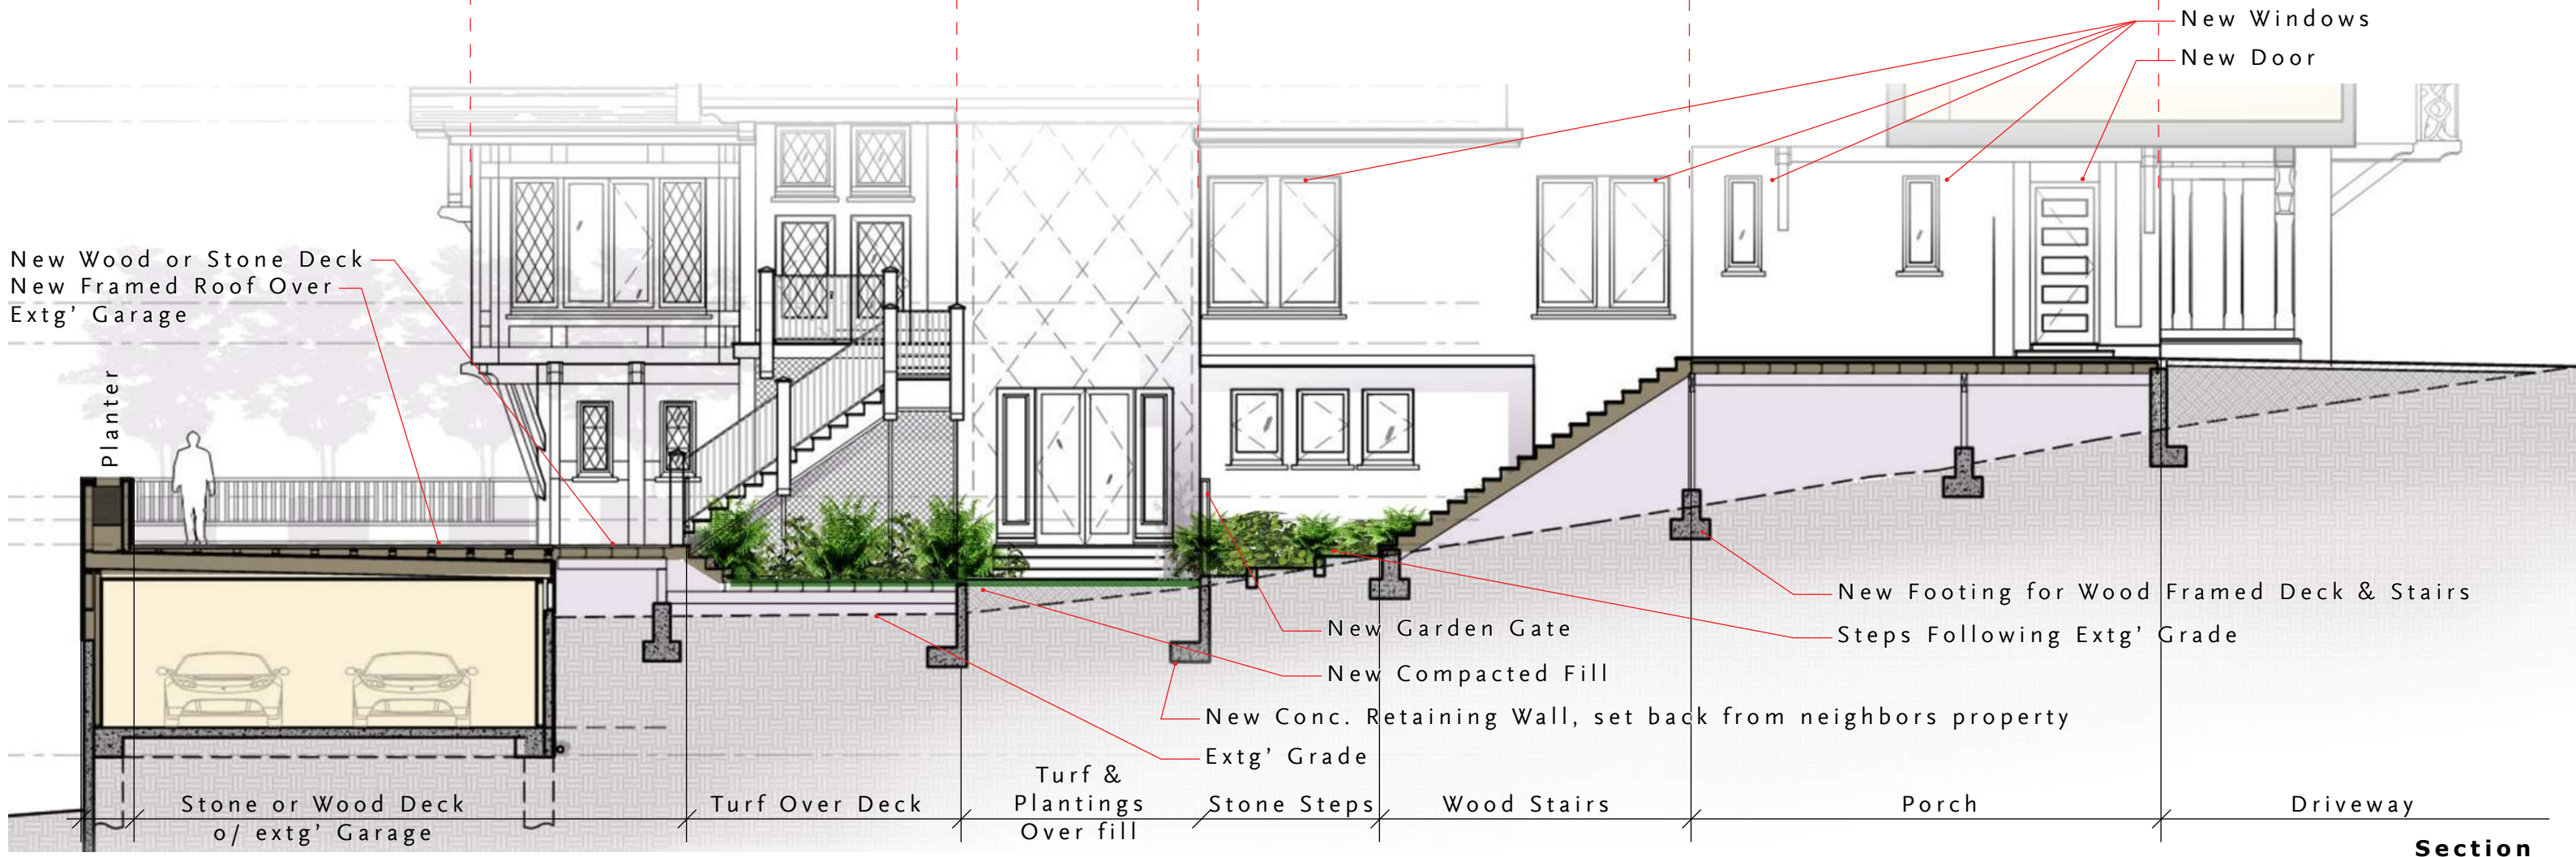 New Windows
New Door
New Wood or Stone Deck
New Framed Roof Over
Extg' Garage
Planter
New Footing for Wood Framed Deck & Stairs
New Garden Gate
Steps Following Extg' Grade
New Compacted Fill
New Conc. Retaining Wall, set back from neighbors property
Extg' Grade
Stone or Wood Deck
o/ extg' Garage
Turf Over Deck
Turf &
Plantings
Over fill
Stone Steps
Wood Stairs
Porch
Driveway
Section